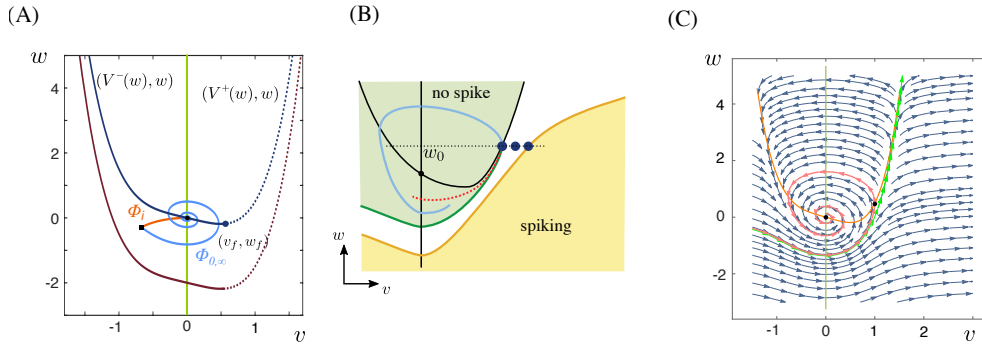 (A)
w
(V⁻(w), w)
(V⁺(w), w)
4
2
0
-2
Φᵢ
(v_f, w_f)
Φ₀,∞
-1
0
1
v
(B)
no spike
w₀
spiking
w
v
(C)
w
4
2
0
-2
-1
0
1
2
3
v